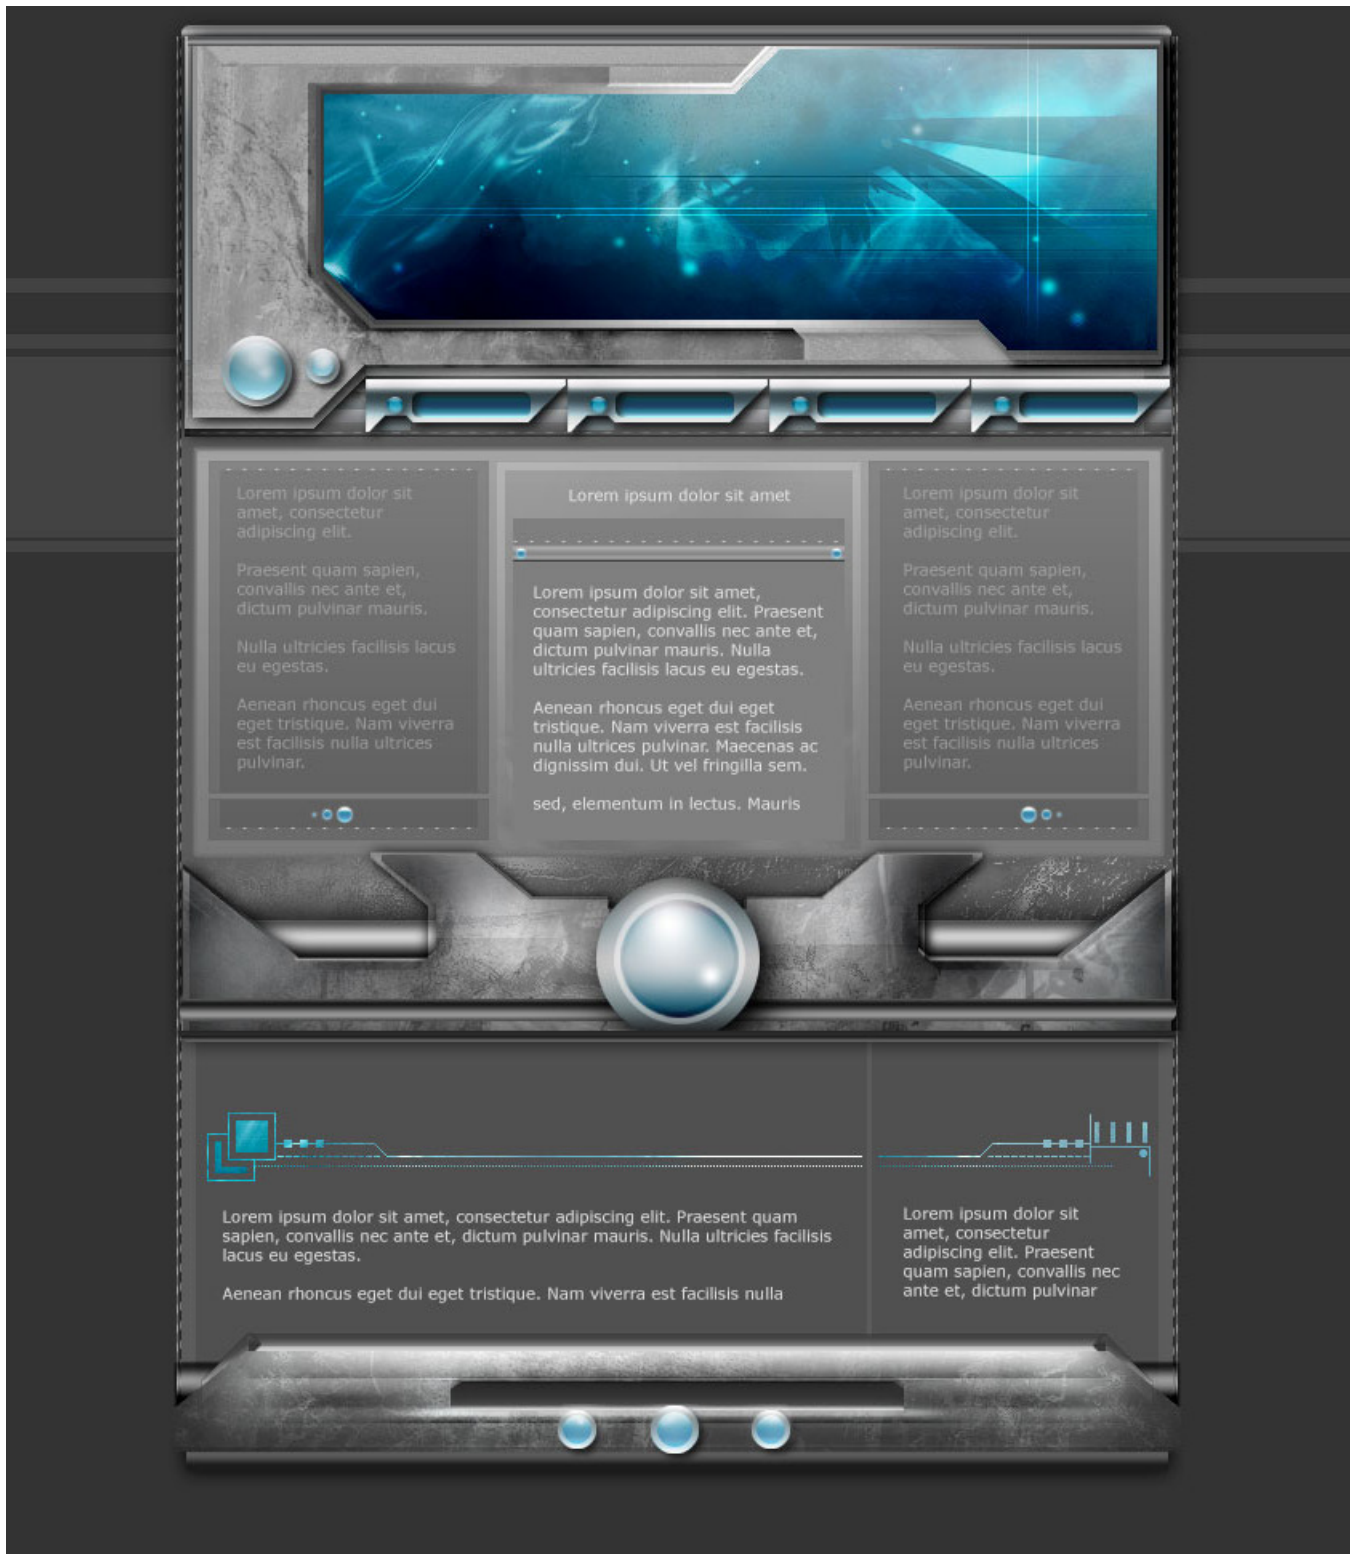 Lorem ipsum dolor sit
amet, consectetur
adipiscing elit.
Praesent quam sapien,
convallis nec ante et,
dictum pulvinar mauris.
Nulla ultricies facilisis lacus
eu egestas.
Aenean rhoncus eget dui
eget tristique. Nam viverra
est facilisis nulla ultrices
pulvinar.
Lorem ipsum dolor sit amet
Lorem ipsum dolor sit amet,
consectetur adipiscing elit. Praesent
quam sapien, convallis nec ante et,
dictum pulvinar mauris. Nulla
ultricies facilisis lacus eu egestas.
Aenean rhoncus eget dui eget
tristique. Nam viverra est facilisis
nulla ultrices pulvinar. Maecenas ac
dignissim dui. Ut vel fringilla sem.
sed, elementum in lectus. Mauris
Lorem ipsum dolor sit
amet, consectetur
adipiscing elit.
Praesent quam sapien,
convallis nec ante et,
dictum pulvinar mauris.
Nulla ultricies facilisis lacus
eu egestas.
Aenean rhoncus eget dui
eget tristique. Nam viverra
est facilisis nulla ultrices
pulvinar.
Lorem ipsum dolor sit amet, consectetur adipiscing elit. Praesent quam
sapien, convallis nec ante et, dictum pulvinar mauris. Nulla ultricies facilisis
lacus eu egestas.
Aenean rhoncus eget dui eget tristique. Nam viverra est facilisis nulla
Lorem ipsum dolor sit
amet, consectetur
adipiscing elit. Praesent
quam sapien, convallis nec
ante et, dictum pulvinar